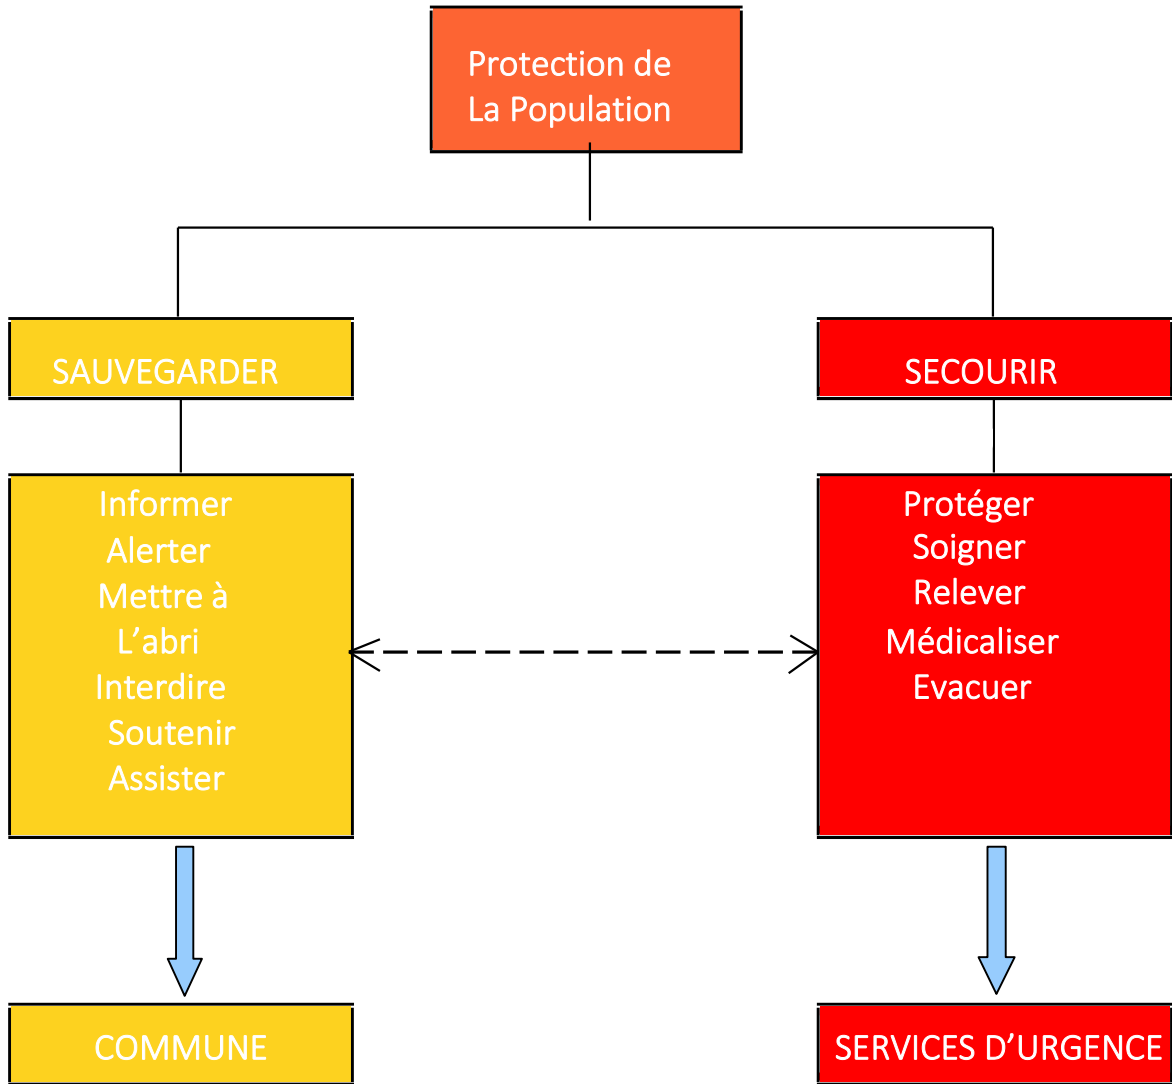 Protection de
La Population
SAUVEGARDER
SECOURIR
Informer
Alerter
Mettre à
L’abri
Interdire
Soutenir
Assister
Protéger
Soigner
Relever
Médicaliser
Evacuer
COMMUNE
SERVICES D’URGENCE